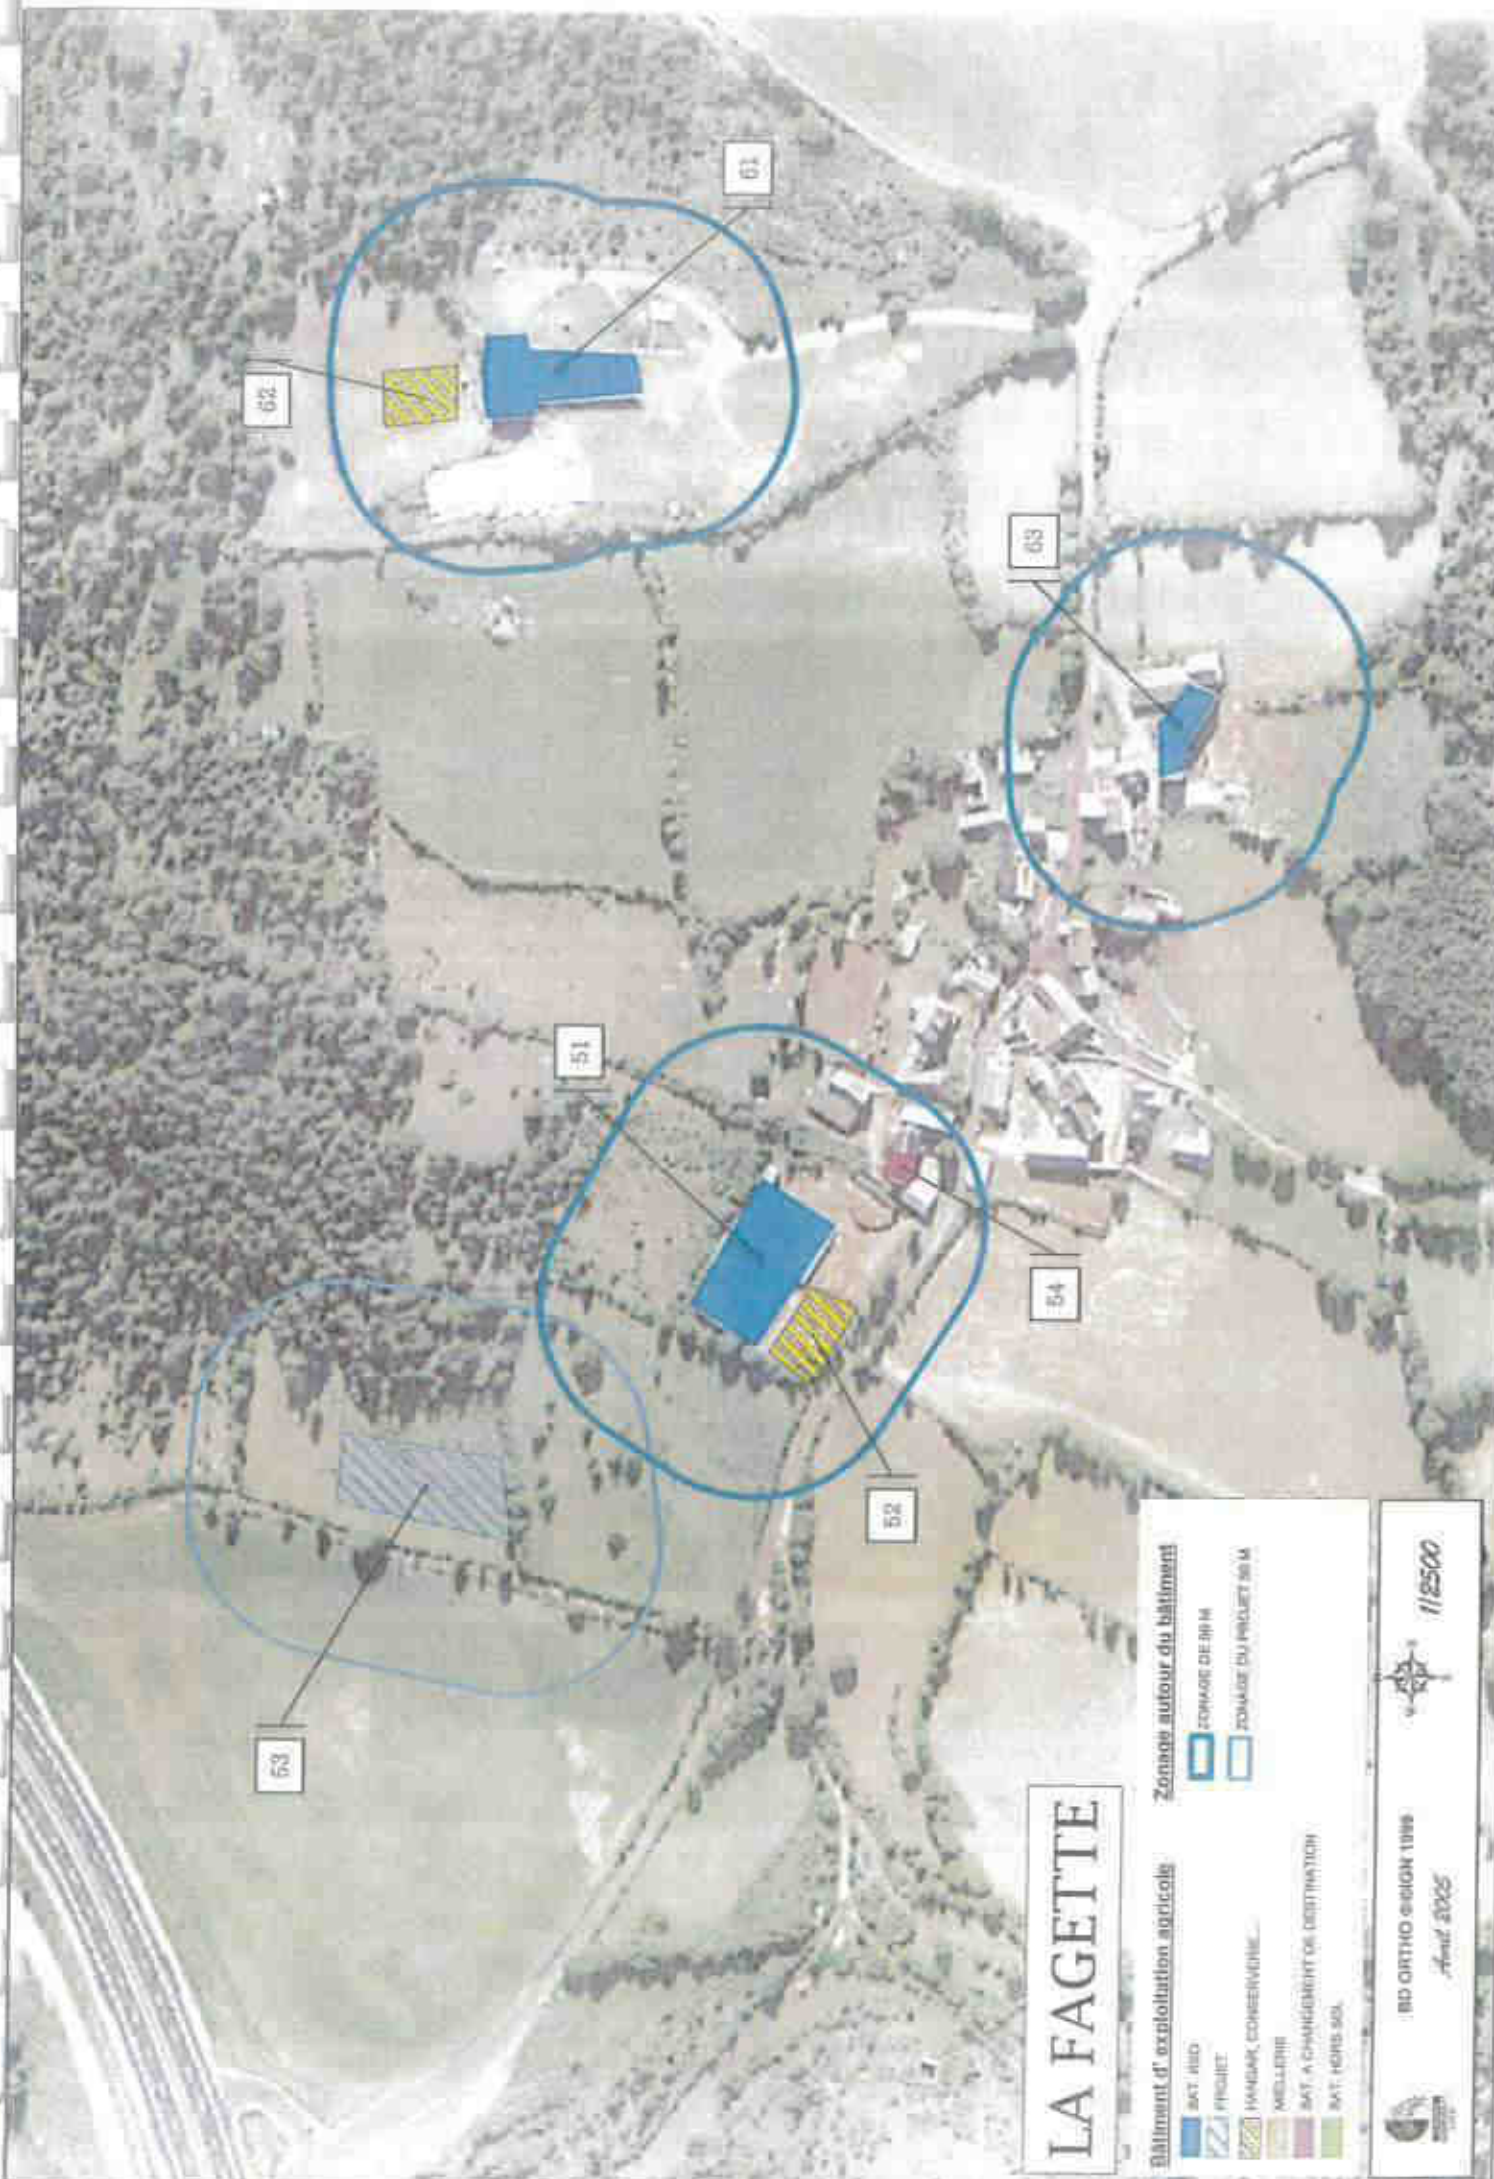 61
62
63
51
54
52
53
LA FAGETTE
Bâtiment d'exploitation agricole
BAT RSD
PROJET
HANGAR, CONSERVERIE...
MIELLERIE
BAT A CHANGEMENT DE DESTINATION
BAT HORS SOL
Zonage autour du bâtiment
ZONAGE DE 50 M
ZONAGE DU PROJET 50 M
BD ORTHO ©®IGN 1999
Avril 2005
1/2500